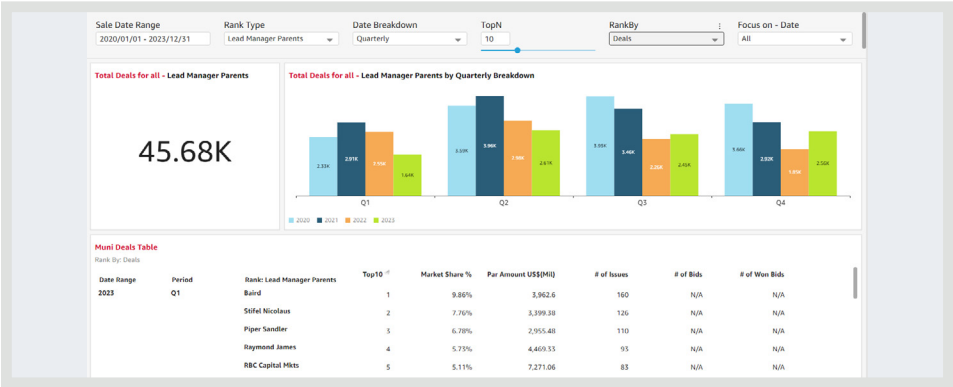 Sale Date Range Rank Type Date Breakdown TopN RankBy Focus on - Date
2020/01/01 - 2023/12/31 Lead Manager Parents Quarterly 10 Deals All
Total Deals for all - Lead Manager Parents
45.68K
Total Deals for all - Lead Manager Parents by Quarterly Breakdown
2.33K 2.91K 1.64K 3.96K 2.61K 3.95K 3.46K 2.45K 3.66K 2.92K 2.56K
Q1 Q2 Q3 Q4
2020 2021 2022 2023
Muni Deals Table
Rank By: Deals
Date Range Period Rank: Lead Manager Parents Top10 Market Share % Par Amount US$(Mil) # of Issues # of Bids # of Won Bids
2023 Q1 Baird 1 9.86% 3,962.6 160 N/A N/A
Stifel Nicolaus 2 7.76% 3,399.38 126 N/A N/A
Piper Sandler 3 6.78% 2,955.48 110 N/A N/A
Raymond James 4 5.73% 4,469.33 93 N/A N/A
RBC Capital Mkts 5 5.11% 7,271.06 83 N/A N/A